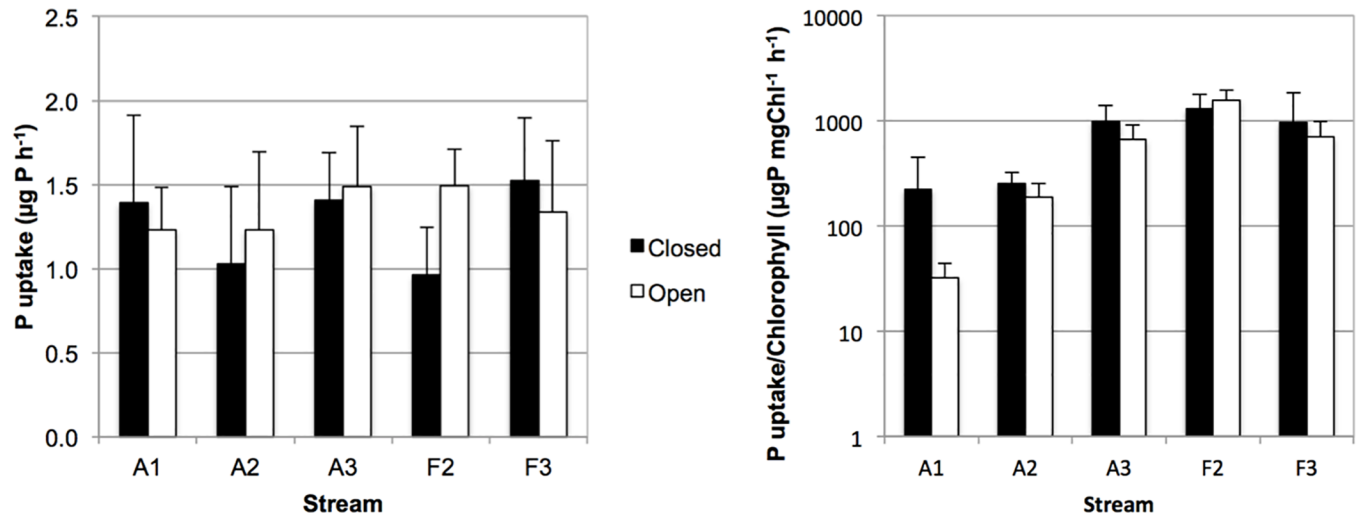 P uptake (µg P h-1)
2.5
2.0
1.5
1.0
0.5
0.0
A1 A2 A3 F2 F3
Stream
Closed
Open
P uptake/Chlorophyll (µgP mgChl-1 h-1)
10000
1000
100
10
1
A1 A2 A3 F2 F3
Stream